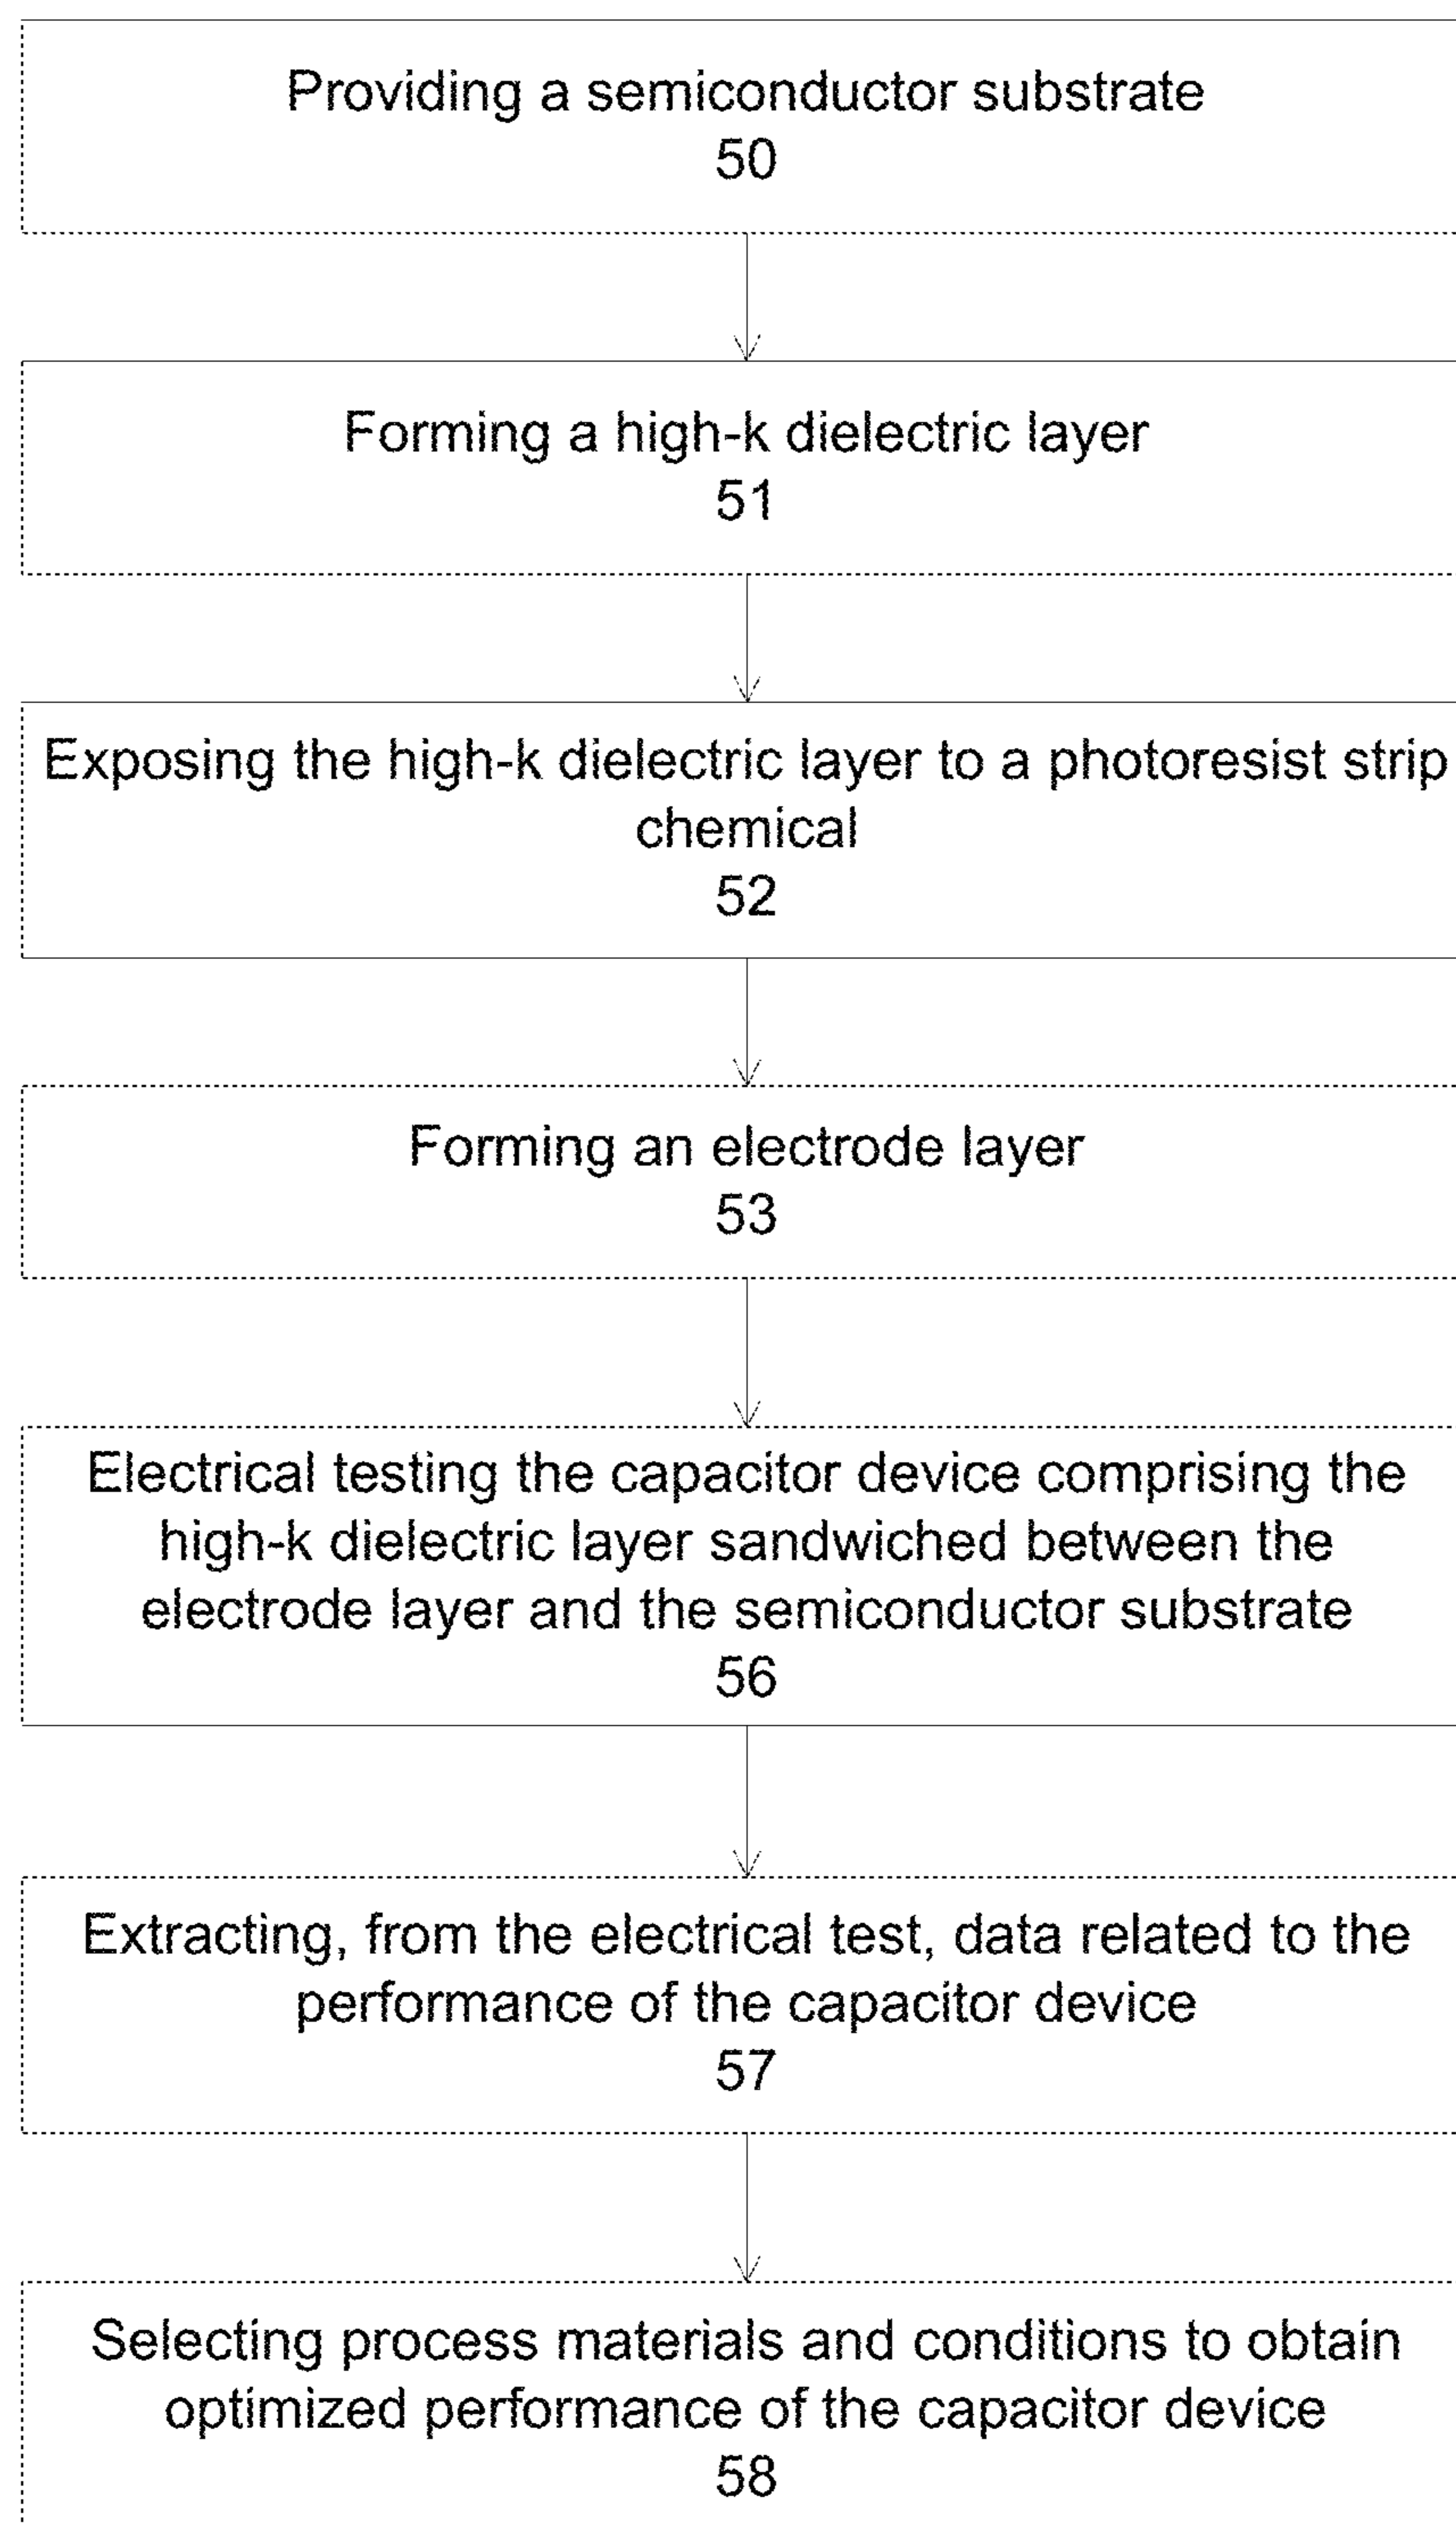 Providing a semiconductor substrate
50
Forming a high-k dielectric layer
51
Exposing the high-k dielectric layer to a photoresist strip
chemical
52
Forming an electrode layer
53
Electrical testing the capacitor device comprising the
high-k dielectric layer sandwiched between the
electrode layer and the semiconductor substrate
56
Extracting, from the electrical test, data related to the
performance of the capacitor device
57
Selecting process materials and conditions to obtain
optimized performance of the capacitor device
58